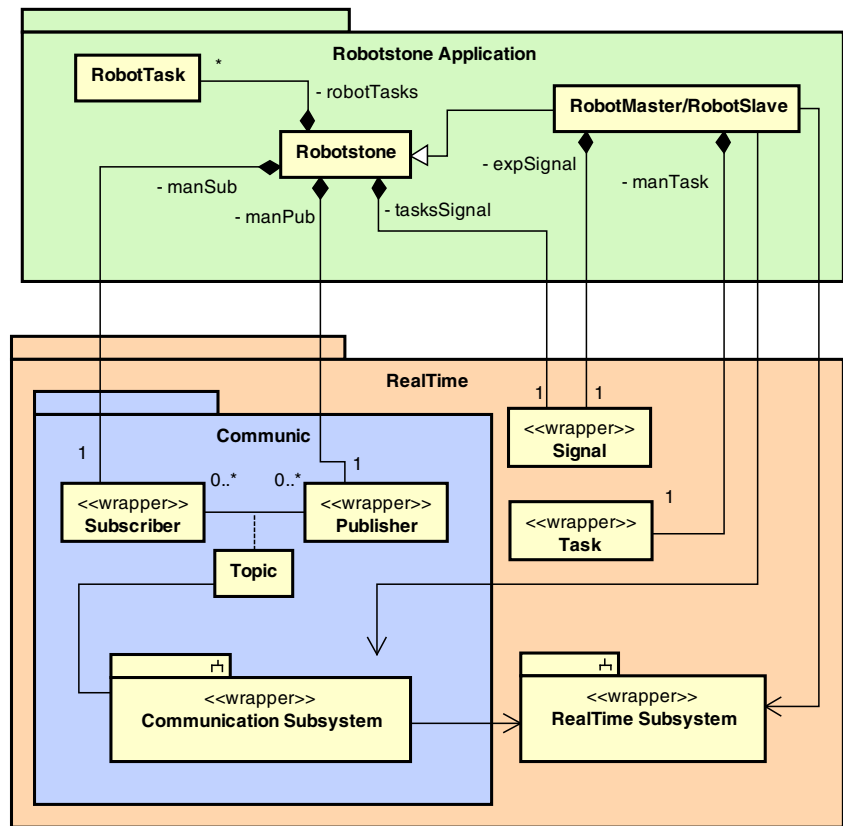 Robotstone Application
RobotTask
*
- robotTasks
RobotMaster/RobotSlave
Robotstone
- manSub
- manPub
- tasksSignal
- expSignal
- manTask
RealTime
Communic
1
1
1
1
1
0..*
0..*
<<wrapper>>
Subscriber
<<wrapper>>
Publisher
<<wrapper>>
Signal
<<wrapper>>
Task
Topic
<<wrapper>>
Communication Subsystem
<<wrapper>>
RealTime Subsystem